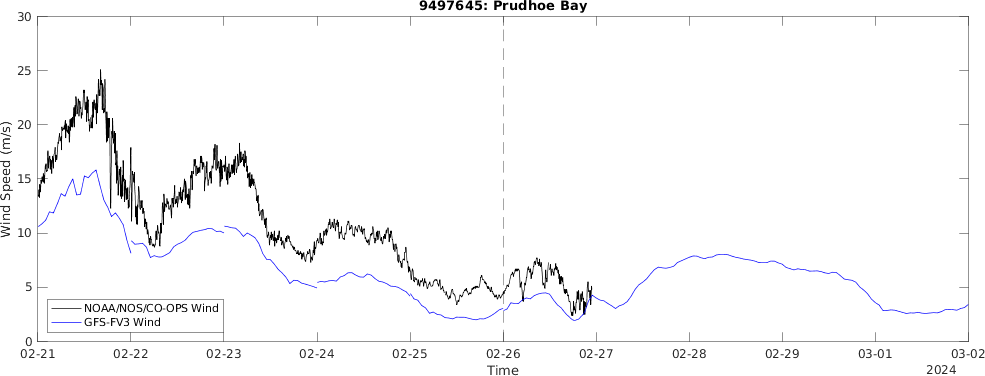 9497645: Prudhoe Bay
30
25
20
15
10
5
0
Wind Speed (m/s)
NOAA/NOS/CO-OPS Wind
GFS-FV3 Wind
02-21 02-22 02-23 02-24 02-25 02-26 02-27 02-28 02-29 03-01 03-02
Time
2024